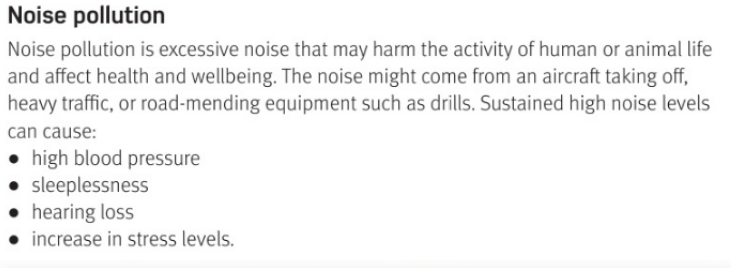 Noise pollution
Noise pollution is excessive noise that may harm the activity of human or animal life
and affect health and wellbeing. The noise might come from an aircraft taking off,
heavy traffic, or road-mending equipment such as drills. Sustained high noise levels
can cause:
● high blood pressure
● sleeplessness
● hearing loss
● increase in stress levels.